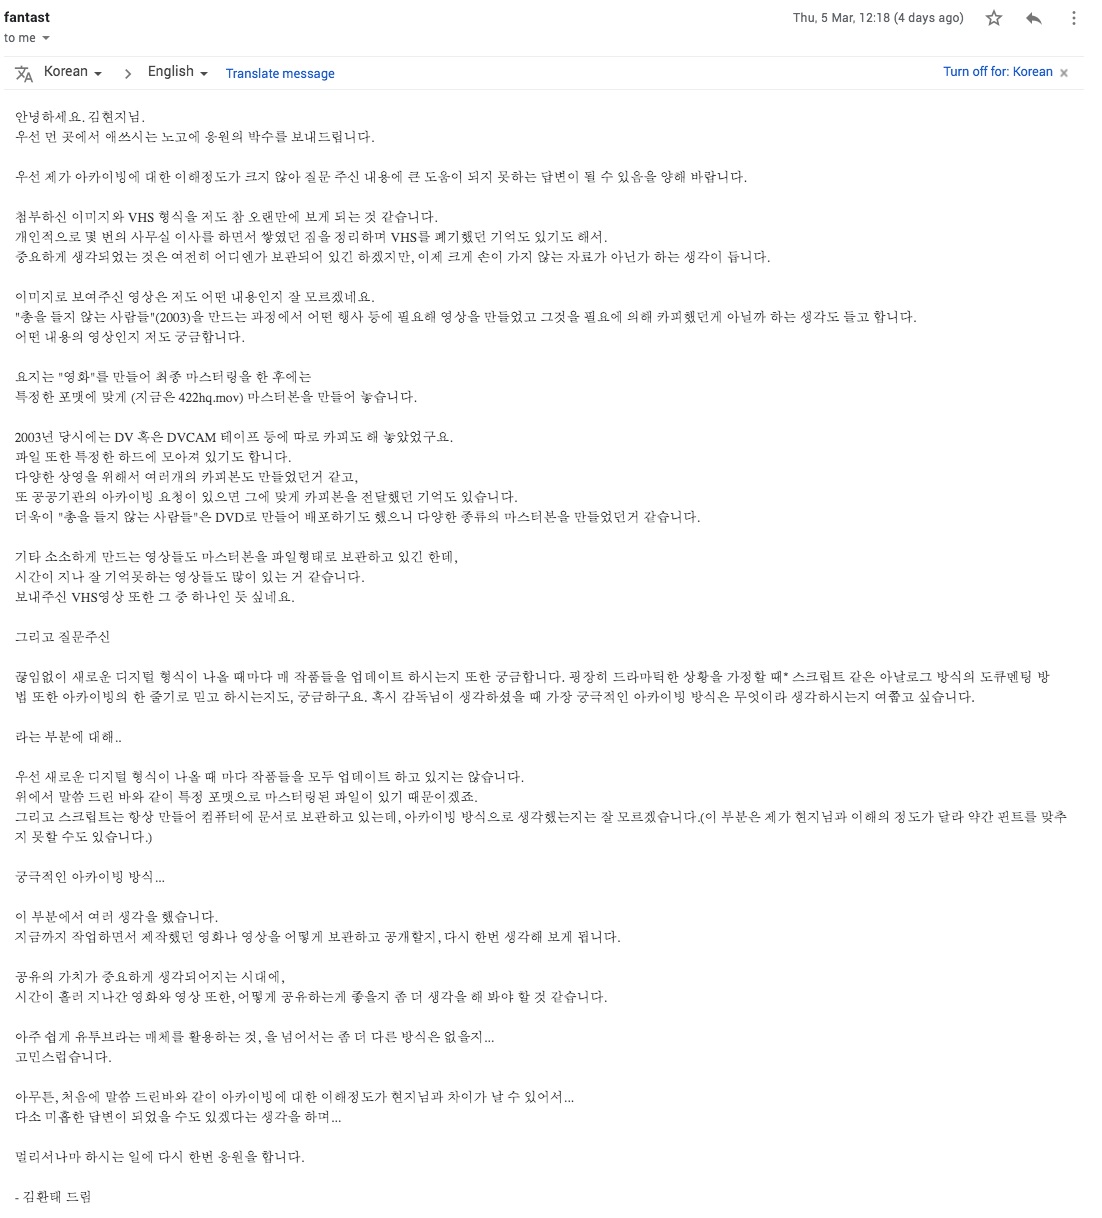 fantast
Thu, 5 Mar, 12:18 (4 days ago)
to me
Korean > English Translate message
Turn off for: Korean ×
안녕하세요. 김현지님.
우선 먼 곳에서 애쓰시는 노고에 응원의 박수를 보내드립니다.
우선 제가 아카이빙에 대한 이해정도가 크지 않아 질문 주신 내용에 큰 도움이 되지 못하는 답변이 될 수 있음을 양해 바랍니다.
첨부하신 이미지와 VHS 형식을 저도 참 오랜만에 보게 되는 것 같습니다.
개인적으로 몇 번의 사무실 이사를 하면서 쌓였던 짐을 정리하며 VHS를 폐기했던 기억도 있기도 해서.
중요하게 생각되었는 것은 여전히 어디엔가 보관되어 있긴 하겠지만, 이제 크게 손이 가지 않는 자료가 아닌가 하는 생각이 듭니다.
이미지로 보여주신 영상은 저도 어떤 내용인지 잘 모르겠네요.
"총을 들지 않는 사람들"(2003)을 만드는 과정에서 어떤 행사 등에 필요해 영상을 만들었고 그것을 필요에 의해 카피했던게 아닐까 하는 생각도 들고 합니다.
어떤 내용의 영상인지 저도 궁금합니다.
요지는 "영화"를 만들어 최종 마스터링을 한 후에는
특정한 포맷에 맞게 (지금은 422hq.mov) 마스터본을 만들어 놓습니다.
2003년 당시에는 DV 혹은 DVCAM 테이프 등에 따로 카피도 해 놓았었구요.
파일 또한 특정한 하드에 모아져 있기도 합니다.
다양한 상영을 위해서 여러개의 카피본도 만들었던거 같고,
또 공공기관의 아카이빙 요청이 있으면 그에 맞게 카피본을 전달했던 기억도 있습니다.
더욱이 "총을 들지 않는 사람들"은 DVD로 만들어 배포하기도 했으니 다양한 종류의 마스터본을 만들었던거 같습니다.
기타 소소하게 만드는 영상들도 마스터본을 파일형태로 보관하고 있긴 한데,
시간이 지나 잘 기억못하는 영상들도 많이 있는 거 같습니다.
보내주신 VHS영상 또한 그 중 하나인 듯 싶네요.
그리고 질문주신
끊임없이 새로운 디지털 형식이 나올 때마다 매 작품들을 업데이트 하시는지 또한 궁금합니다. 굉장히 드라마틱한 상황을 가정할 때* 스크립트 같은 아날로그 방식의 도큐멘팅 방
법 또한 아카이빙의 한 줄기로 믿고 하시는지도, 궁금하구요. 혹시 감독님이 생각하셨을 때 가장 궁극적인 아카이빙 방식은 무엇이라 생각하시는지 여쭙고 싶습니다.
라는 부분에 대해..
우선 새로운 디지털 형식이 나올 때 마다 작품들을 모두 업데이트 하고 있지는 않습니다.
위에서 말씀 드린 바와 같이 특정 포맷으로 마스터링된 파일이 있기 때문이겠죠.
그리고 스크립트는 항상 만들어 컴퓨터에 문서로 보관하고 있는데, 아카이빙 방식으로 생각했는지는 잘 모르겠습니다.(이 부분은 제가 현지님과 이해의 정도가 달라 약간 핀트를 맞추
지 못할 수도 있습니다.)
궁극적인 아카이빙 방식...
이 부분에서 여러 생각을 했습니다.
지금까지 작업하면서 제작했던 영화나 영상을 어떻게 보관하고 공개할지, 다시 한번 생각해 보게 됩니다.
공유의 가치가 중요하게 생각되어지는 시대에,
시간이 흘러 지나간 영화와 영상 또한, 어떻게 공유하는게 좋을지 좀 더 생각을 해 봐야 할 것 같습니다.
아주 쉽게 유투브라는 매체를 활용하는 것, 을 넘어서는 좀 더 다른 방식은 없을지...
고민스럽습니다.
아무튼, 처음에 말씀 드린바와 같이 아카이빙에 대한 이해정도가 현지님과 차이가 날 수 있어서...
다소 미흡한 답변이 되었을 수도 있겠다는 생각을 하며...
멀리서나마 하시는 일에 다시 한번 응원을 합니다.
- 김환태 드림